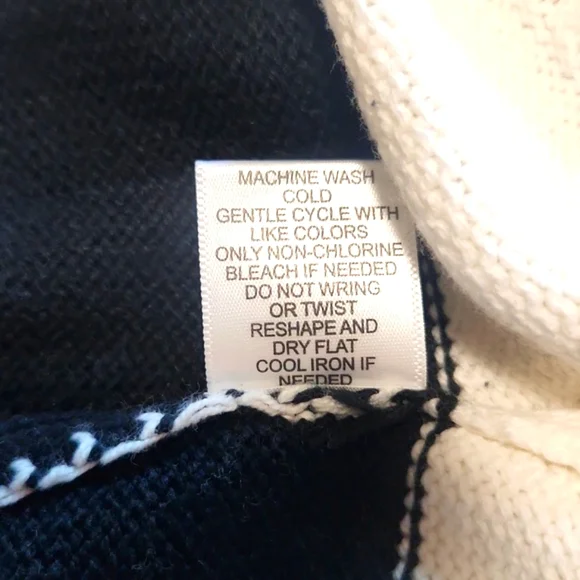 MACHINE WASH
COLD
GENTLE CYCLE WITH
LIKE COLORS
ONLY NON-CHLORINE
BLEACH IF NEEDED
DO NOT WRING
OR TWIST
RESHAPE AND
DRY FLAT
COOL IRON IF
NEEDED